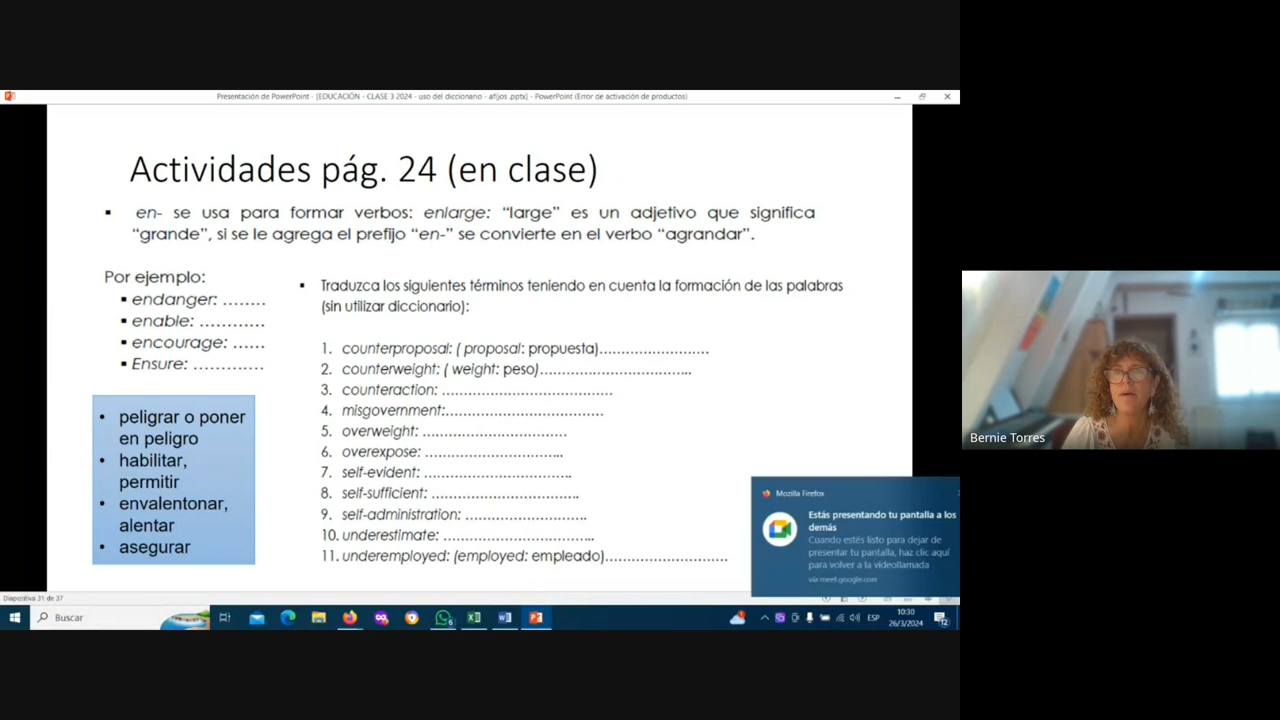 Presentación de PowerPoint - [EDUCACIÓN - CLASE 3 2024 - uso del diccionario - afijos .pptx] - PowerPoint (Error de activación de productos)
Actividades pág. 24 (en clase)
▪ en- se usa para formar verbos: enlarge: “large” es un adjetivo que significa
“grande”, si se le agrega el prefijo “en-” se convierte en el verbo “agrandar”.
Por ejemplo:
▪ endanger: ........
▪ enable: ............
▪ encourage: ......
▪ Ensure: .............
• peligrar o poner
en peligro
• habilitar,
permitir
• envalentonar,
alentar
• asegurar
▪ Traduzca los siguientes términos teniendo en cuenta la formación de las palabras
(sin utilizar diccionario):
1. counterproposal: ( proposal: propuesta).......................
2. counterweight: ( weight: peso)................................
3. counteraction: ....................................
4. misgovernment:.................................
5. overweight: ..............................
6. overexpose: .............................
7. self-evident: ...............................
8. self-sufficient: ...............................
9. self-administration: .........................
10. underestimate: ................................
11. underemployed: (employed: empleado)..........................
Mozilla Firefox
Estás presentando tu pantalla a los
demás
Cuando estés listo para dejar de
presentar tu pantalla, haz clic aquí
para volver a la videollamada
vía meet.google.com
Bernie Torres
Diapositiva 31 de 37
Buscar
6
ESP
10:30
26/3/2024
12